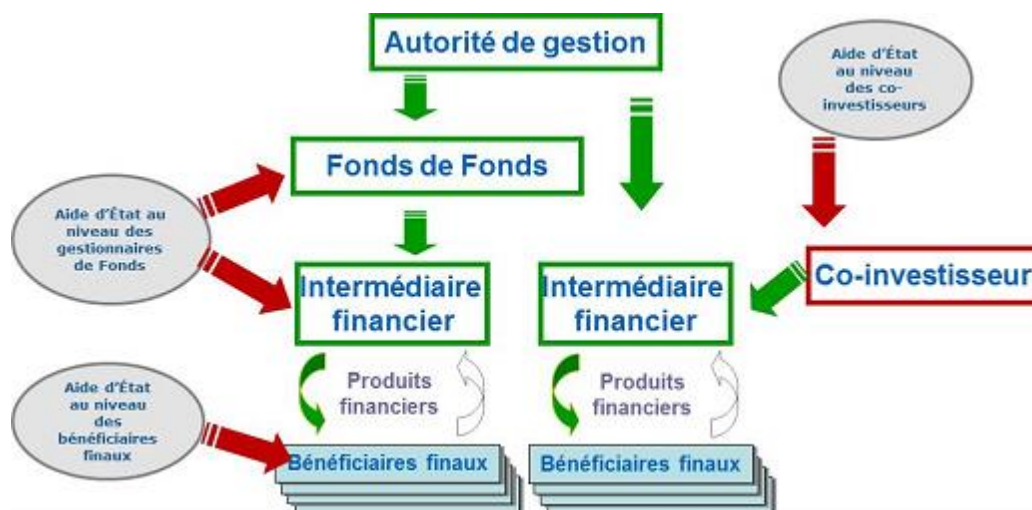 Autorité de gestion
Aide d'État
au niveau
des co-
investisseurs
Fonds de Fonds
Aide d'État au
niveau des
gestionnaires
de Fonds
Intermédiaire
financier
Intermédiaire
financier
Co-investisseur
Produits
financiers
Produits
financiers
Aide d'État
au niveau
des
bénéficiaires
finaux
Bénéficiaires finaux
Bénéficiaires finaux